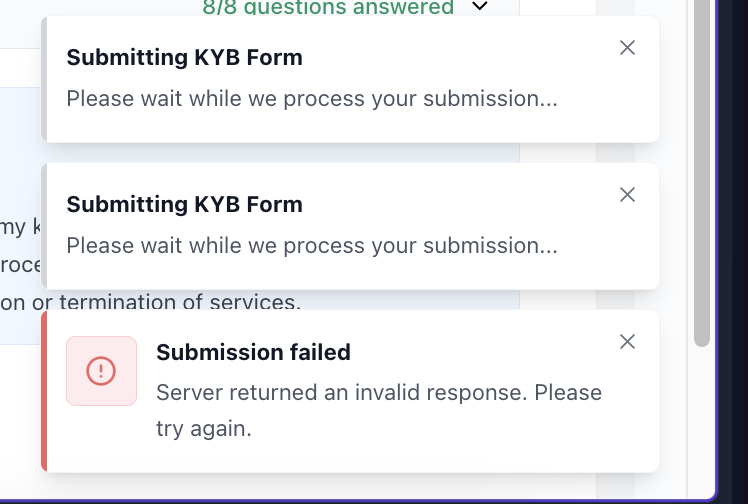 8/8 questions answered
Submitting KYB Form
Please wait while we process your submission...
Submitting KYB Form
Please wait while we process your submission...
my k
roce
on or termination of services.
Submission failed
Server returned an invalid response. Please
try again.